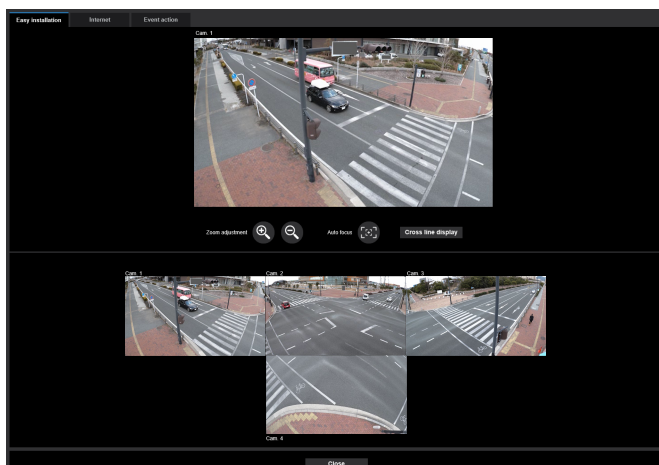 Easy installation Internet Event action
Cam. 1
Zoom adjustment Auto focus Cross line display
Cam. 1 Cam. 2 Cam. 3
Cam. 4
Close